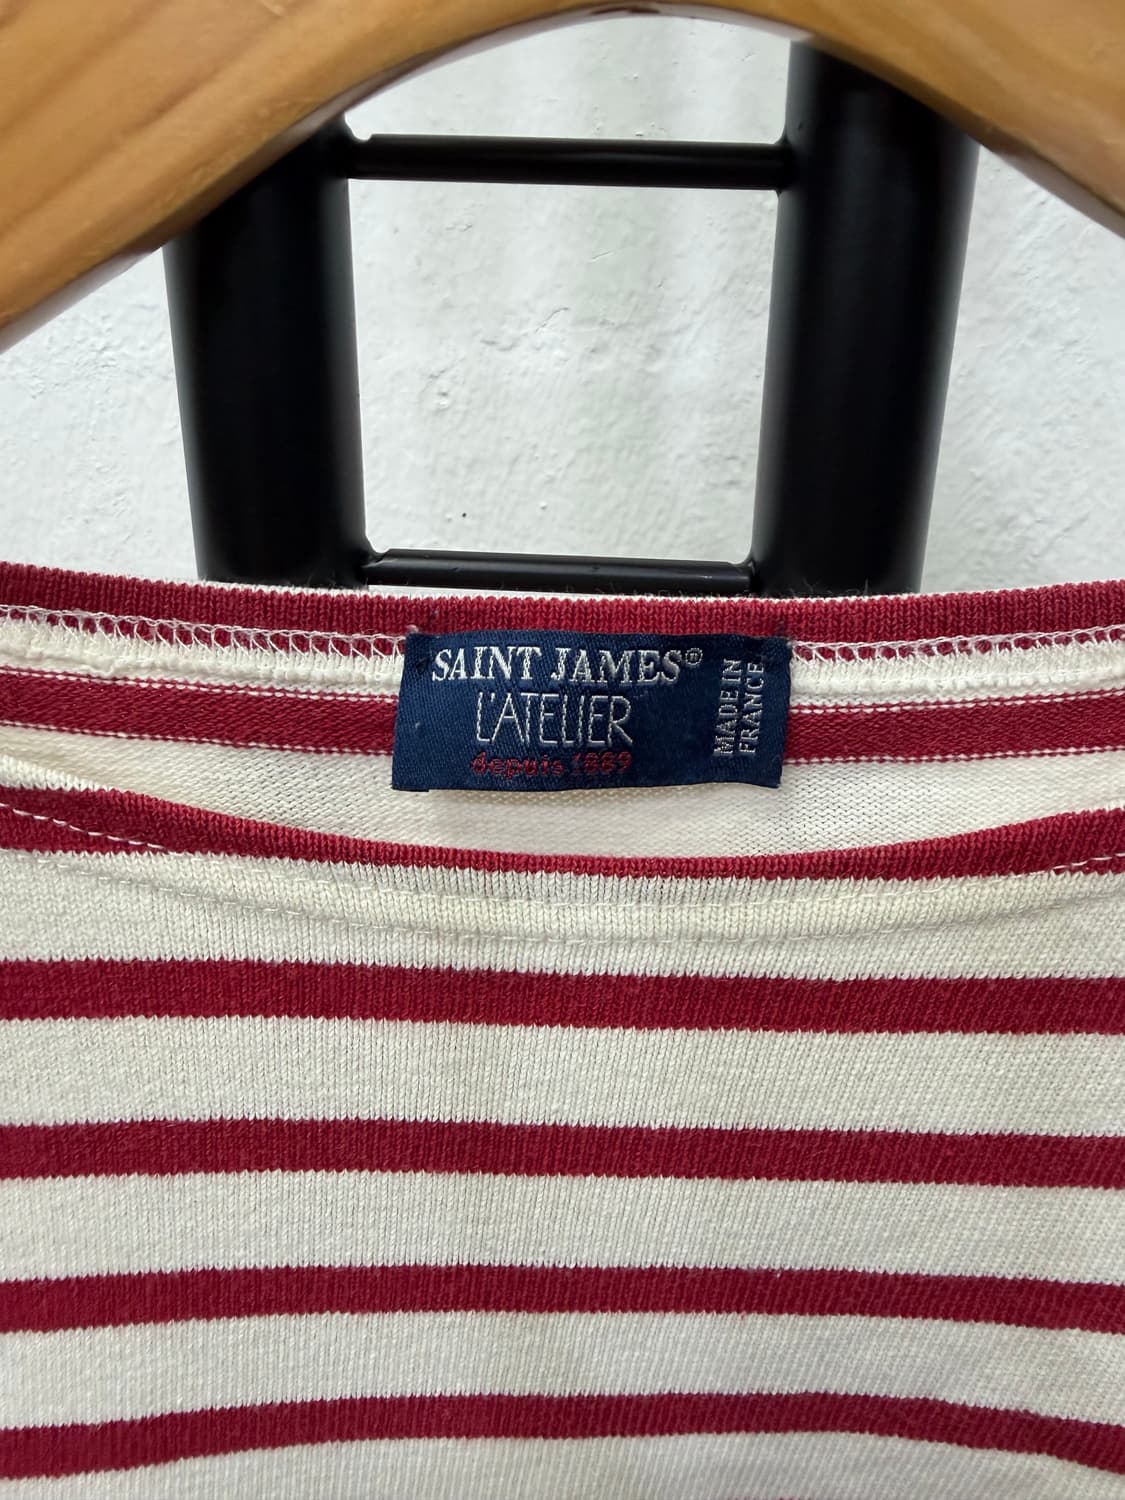 SAINT JAMES®
L'ATELIER
depuis 1889
MADE IN
FRANCE